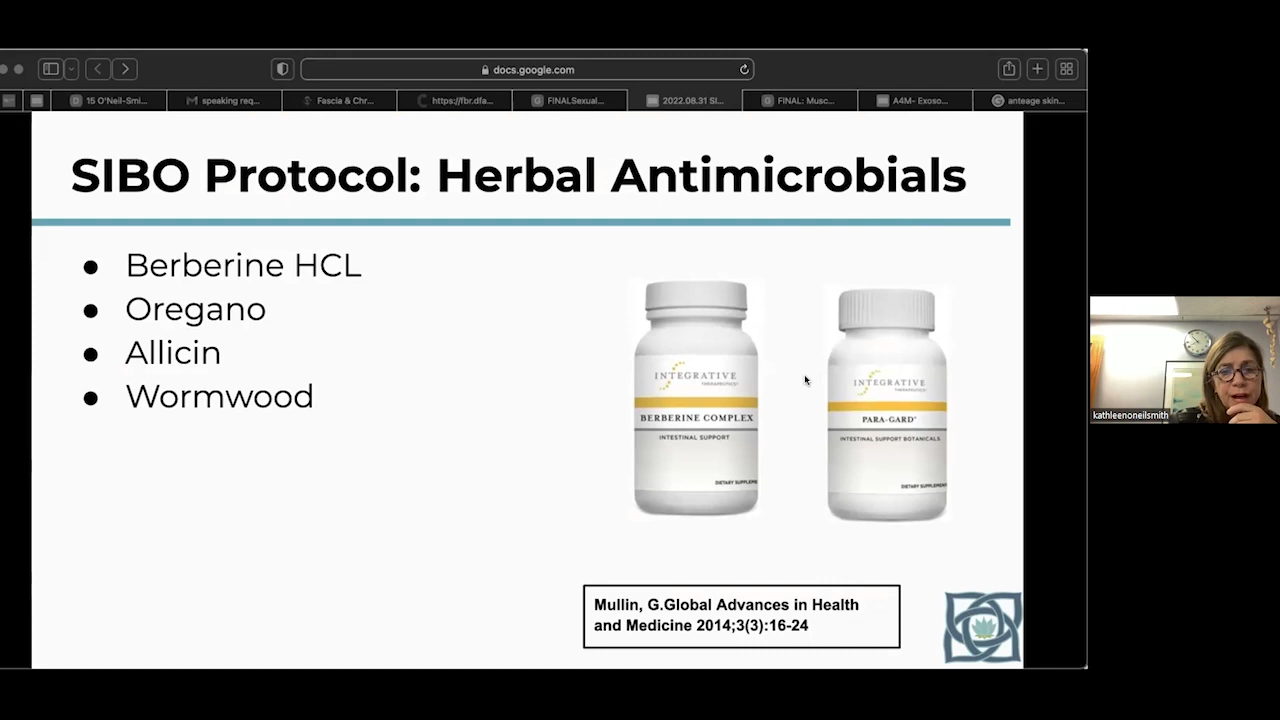 docs.google.com
15 O'Neil-Smi...
speaking req...
Fascia & Chr...
https://fbr.dfa...
FINALSexual...
2022.08.31 SI...
FINAL: Musc...
A4M- Exoso...
anteage skin...
SIBO Protocol: Herbal Antimicrobials
● Berberine HCL
● Oregano
● Allicin
● Wormwood
INTEGRATIVE
THERAPEUTICS
BERBERINE COMPLEX
INTESTINAL SUPPORT
DIETARY SUPPLEME
INTEGRATIVE
THERAPEUTICS
PARA-GARD®
INTESTINAL SUPPORT BOTANICALS
DIETARY SUPPLEMEN
Mullin, G.Global Advances in Health
and Medicine 2014;3(3):16-24
kathleenoneilsmith